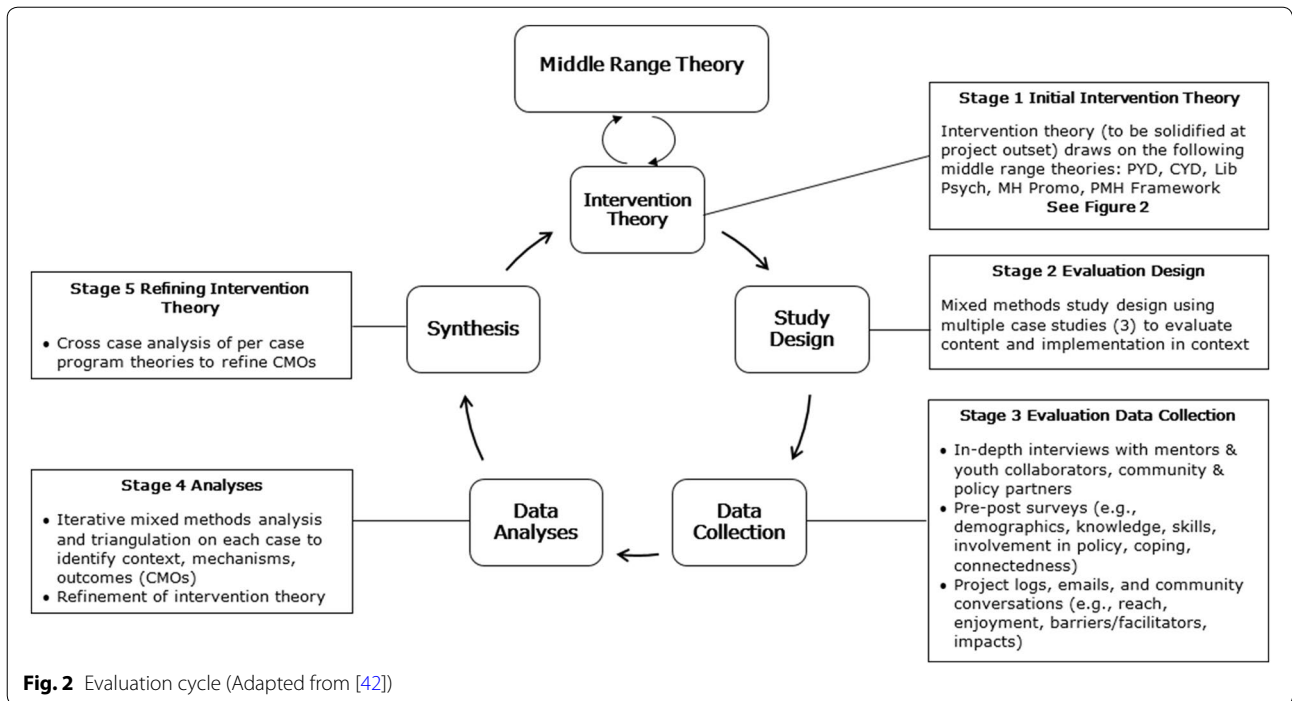 Middle Range Theory
Intervention
Theory
Stage 1 Initial Intervention Theory
Intervention theory (to be solidified at
project outset) draws on the following
middle range theories: PYD, CYD, Lib
Psych, MH Promo, PMH Framework
See Figure 2
Study
Design
Stage 2 Evaluation Design
Mixed methods study design using
multiple case studies (3) to evaluate
content and implementation in context
Data
Collection
Stage 3 Evaluation Data Collection
• In-depth interviews with mentors &
youth collaborators, community &
policy partners
• Pre-post surveys (e.g.,
demographics, knowledge, skills,
involvement in policy, coping,
connectedness)
• Project logs, emails, and community
conversations (e.g., reach,
enjoyment, barriers/facilitators,
impacts)
Data
Analyses
Stage 4 Analyses
• Iterative mixed methods analysis
and triangulation on each case to
identify context, mechanisms,
outcomes (CMOs)
• Refinement of intervention theory
Synthesis
Stage 5 Refining Intervention
Theory
• Cross case analysis of per case
program theories to refine CMOs
Fig. 2 Evaluation cycle (Adapted from [42])